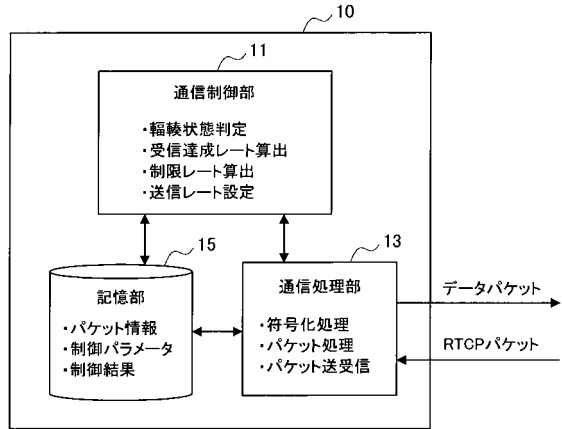 10
11
通信制御部
・輻輳状態判定
・受信達成レート算出
・制限レート算出
・送信レート設定
15
記憶部
・パケット情報
・制御パラメータ
・制御結果
13
通信処理部
・符号化処理
・パケット処理
・パケット送受信
データパケット
RTCPパケット